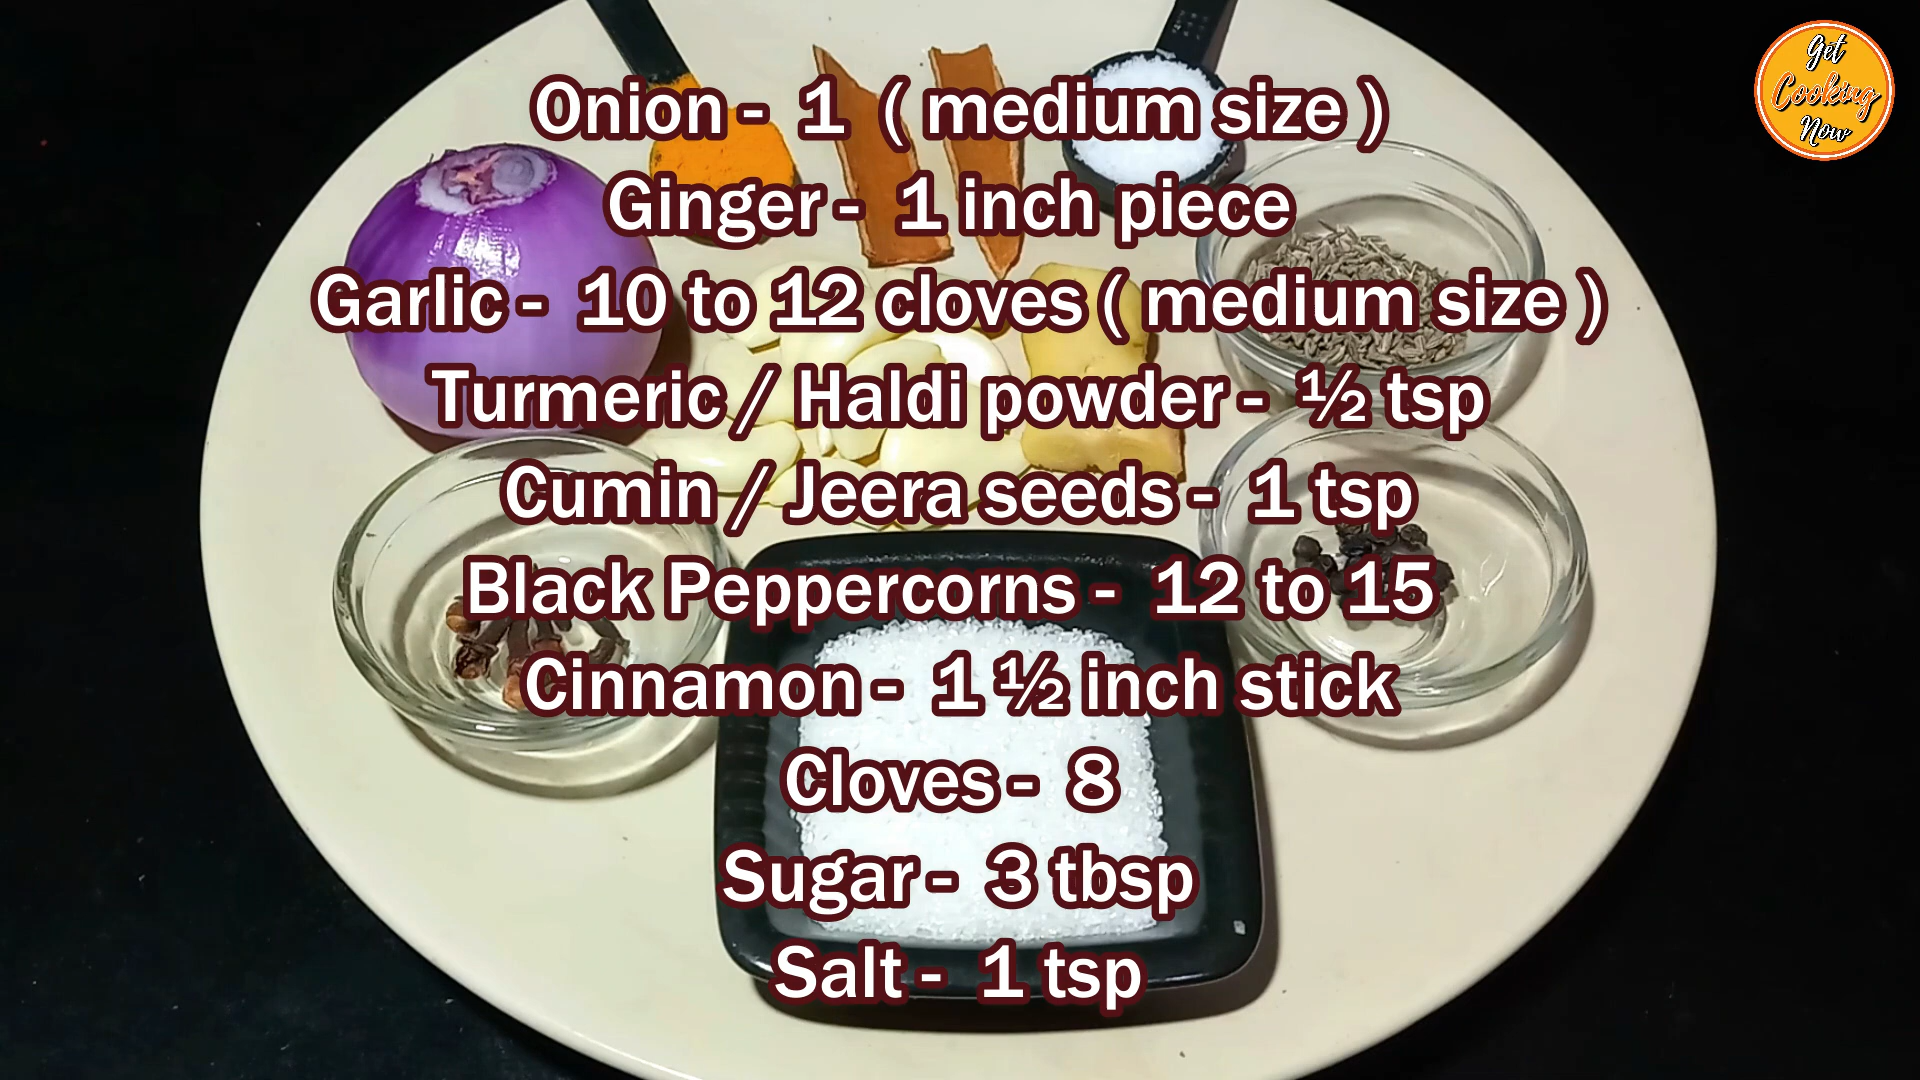 Onion - 1 ( medium size )
Ginger - 1 inch piece
Garlic - 10 to 12 cloves ( medium size )
Turmeric / Haldi powder - ½ tsp
Cumin / Jeera seeds - 1 tsp
Black Peppercorns - 12 to 15
Cinnamon - 1 ½ inch stick
Cloves - 8
Sugar - 3 tbsp
Salt - 1 tsp
Get
Cooking
Now